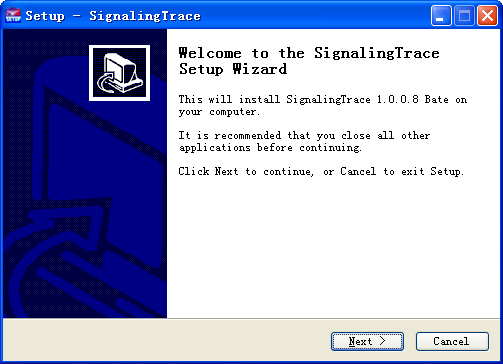 SETUP
Setup - SignalingTrace
Welcome to the SignalingTrace
Setup Wizard
This will install SignalingTrace 1.0.0.8 Bate on
your computer.
It is recommended that you close all other
applications before continuing.
Click Next to continue, or Cancel to exit Setup.
Next >
Cancel